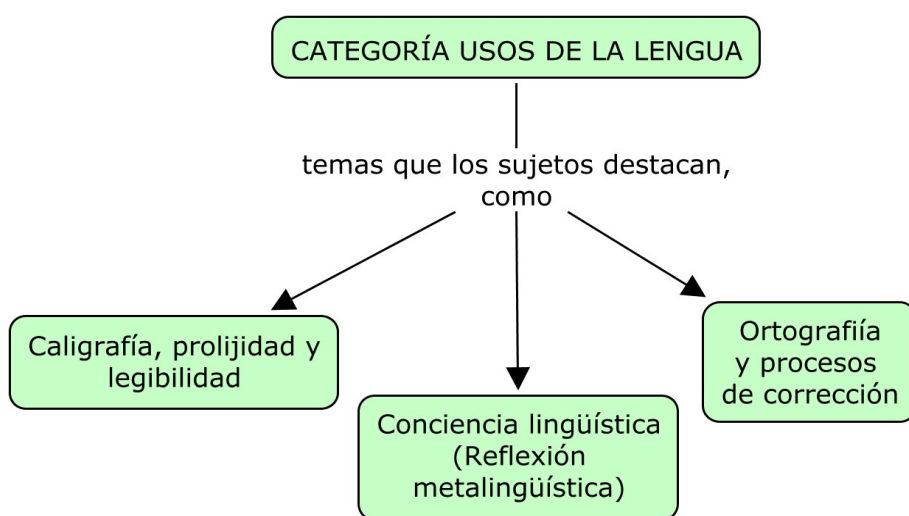 CATEGORÍA USOS DE LA LENGUA
temas que los sujetos destacan,
como
Caligrafía, prolijidad y
legibilidad
Conciencia lingüística
(Reflexión
metalingüística)
Ortografiía
y procesos
de corrección